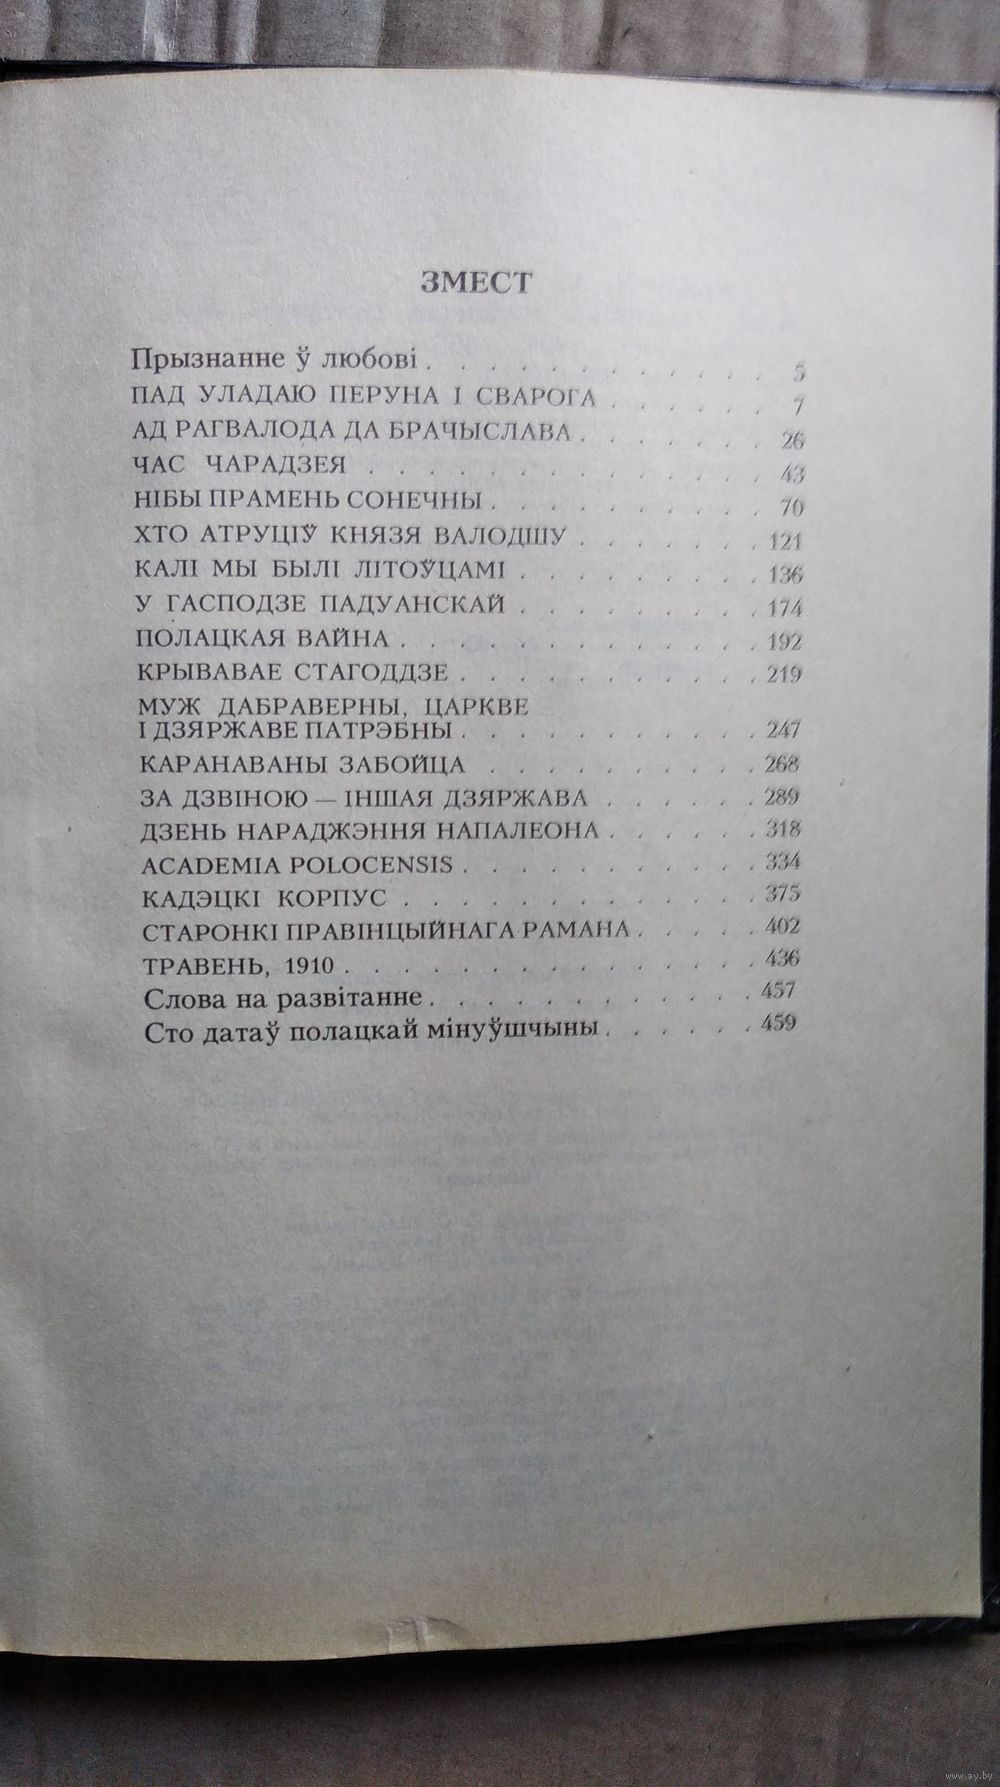 ЗМЕСТ
Прызнанне ў любові . . . . . . . . . . . . 5
ПАД УЛАДАЮ ПЕРУНА І СВАРОГА . . . . . . 7
АД РАГВАЛОДА ДА БРАЧЫСЛАВА . . . . . . . 26
ЧАС ЧАРАДЗЕЯ . . . . . . . . . . . . . . 43
НІБЫ ПРАМЕНЬ СОНЕЧНЫ . . . . . . . . . . 70
ХТО АТРУЦІЎ КНЯЗЯ ВАЛОДШУ . . . . . . . 121
КАЛІ МЫ БЫЛІ ЛІТОЎЦАМІ . . . . . . . . . 136
У ГАСПОДЗЕ ПАДУАНСКАЙ . . . . . . . . . 174
ПОЛАЦКАЯ ВАЙНА . . . . . . . . . . . . . 192
КРЫВАВАЕ СТАГОДДЗЕ . . . . . . . . . . . 219
МУЖ ДАБРАВЕРНЫ, ЦАРКВЕ
І ДЗЯРЖАВЕ ПАТРЭБНЫ . . . . . . . . . . . 247
КАРАНАВАНЫ ЗАБОЙЦА . . . . . . . . . . 268
ЗА ДЗВІНОЮ — ІНШАЯ ДЗЯРЖАВА . . . . . . 289
ДЗЕНЬ НАРАДЖЭННЯ НАПАЛЕОНА . . . . . . 318
ACADEMIA POLOCENSIS . . . . . . . . . . . 334
КАДЭЦКІ КОРПУС . . . . . . . . . . . . . 375
СТАРОНКІ ПРАВІНЦЫЙНАГА РАМАНА . . . . . 402
ТРАВЕНЬ, 1910 . . . . . . . . . . . . . . . 436
Слова на развітанне . . . . . . . . . . . . 457
Сто датаў полацкай мінуўшчыны . . . . . . 459
www.ay.by